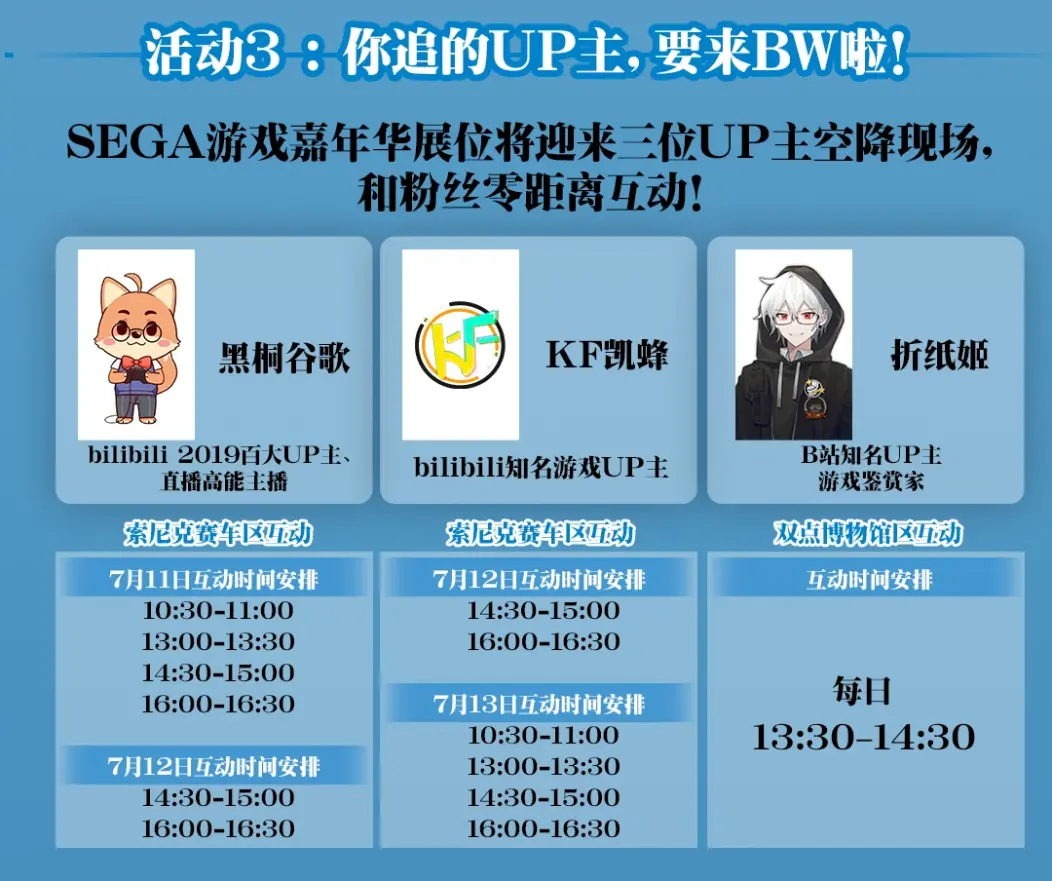 活动3：你追的UP主，要来BW啦！
SEGA游戏嘉年华展位将迎来三位UP主空降现场，
和粉丝零距离互动！
黑桐谷歌
bilibili 2019百大UP主、
直播高能主播
索尼克赛车区互动
7月11日互动时间安排
10:30-11:00
13:00-13:30
14:30-15:00
16:00-16:30
7月12日互动时间安排
14:30-15:00
16:00-16:30
KF
KF凯蜂
bilibili知名游戏UP主
索尼克赛车区互动
7月12日互动时间安排
14:30-15:00
16:00-16:30
7月13日互动时间安排
10:30-11:00
13:00-13:30
14:30-15:00
16:00-16:30
折纸姬
B站知名UP主
游戏鉴赏家
双点博物馆区互动
互动时间安排
每日
13:30-14:30